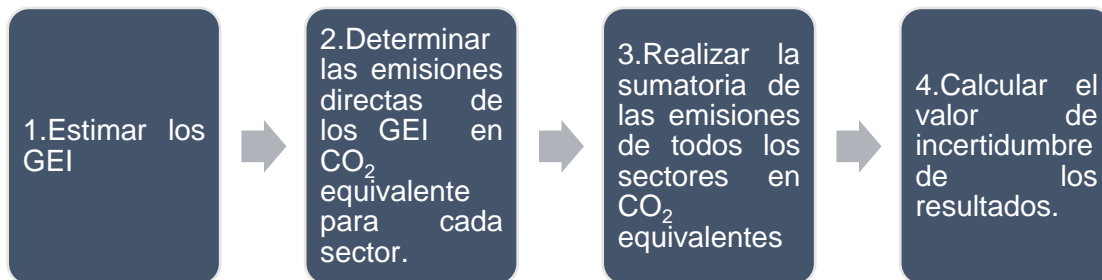 1.Estimar los
GEI
2.Determinar
las emisiones
directas de
los GEI en
CO₂
equivalente
para cada
sector.
3.Realizar la
sumatoria de
las emisiones
de todos los
sectores en
CO₂
equivalentes
4.Calcular el
valor de
incertidumbre
de los
resultados.